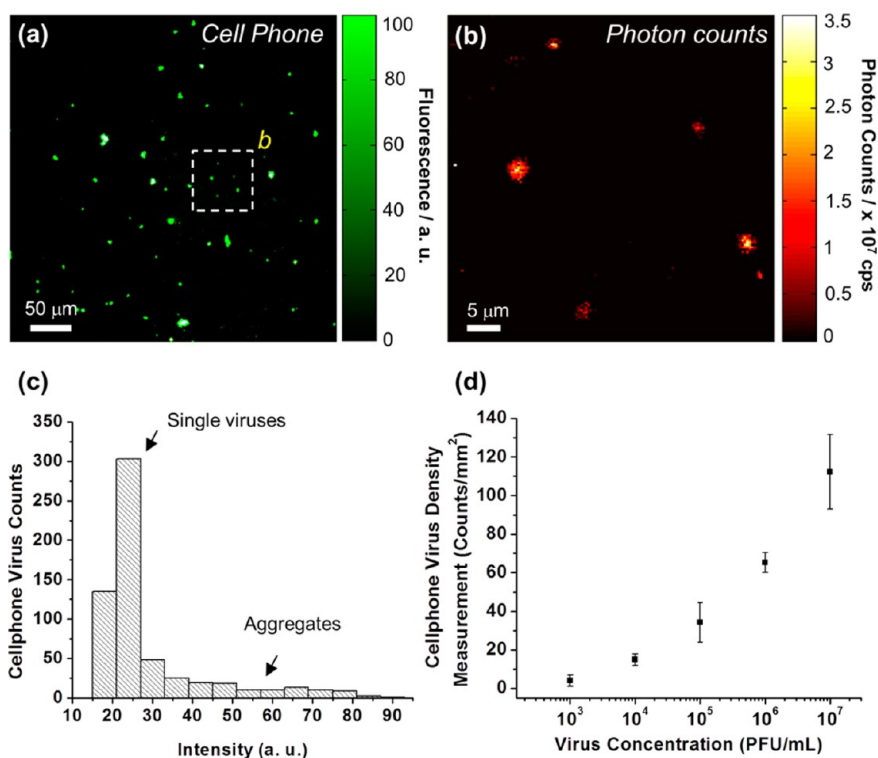 (a)
Cell Phone
b
50 μm
100
80
60
40
20
0
Fluorescence / a. u.
(b)
Photon counts
5 μm
3.5
3
2.5
2
1.5
1
0.5
0
Photon Counts / x 10⁷ cps
(c)
Single viruses
Aggregates
350
300
250
200
150
100
50
0
Cellphone Virus Counts
10 20 30 40 50 60 70 80 90
Intensity (a. u.)
(d)
140
120
100
80
60
40
20
0
Cellphone Virus Density
Measurement (Counts/mm²)
10³ 10⁴ 10⁵ 10⁶ 10⁷
Virus Concentration (PFU/mL)